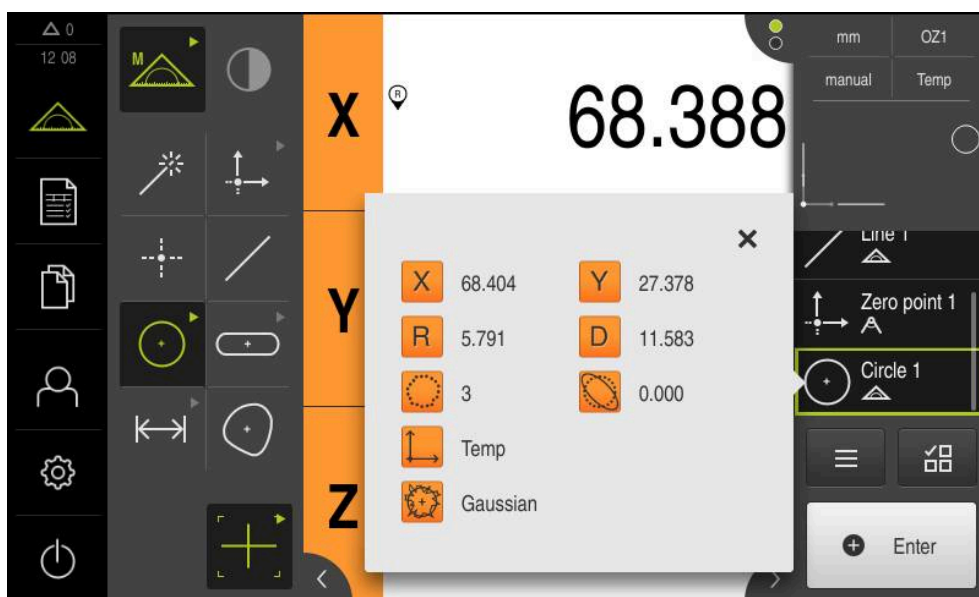 0
12 08
M
X
R
68.388
mm
OZ1
manual
Temp
Y
Z
X 68.404 Y 27.378
R 5.791 D 11.583
3 0.000
Temp
Gaussian
Line 1
Zero point 1
Circle 1
Enter